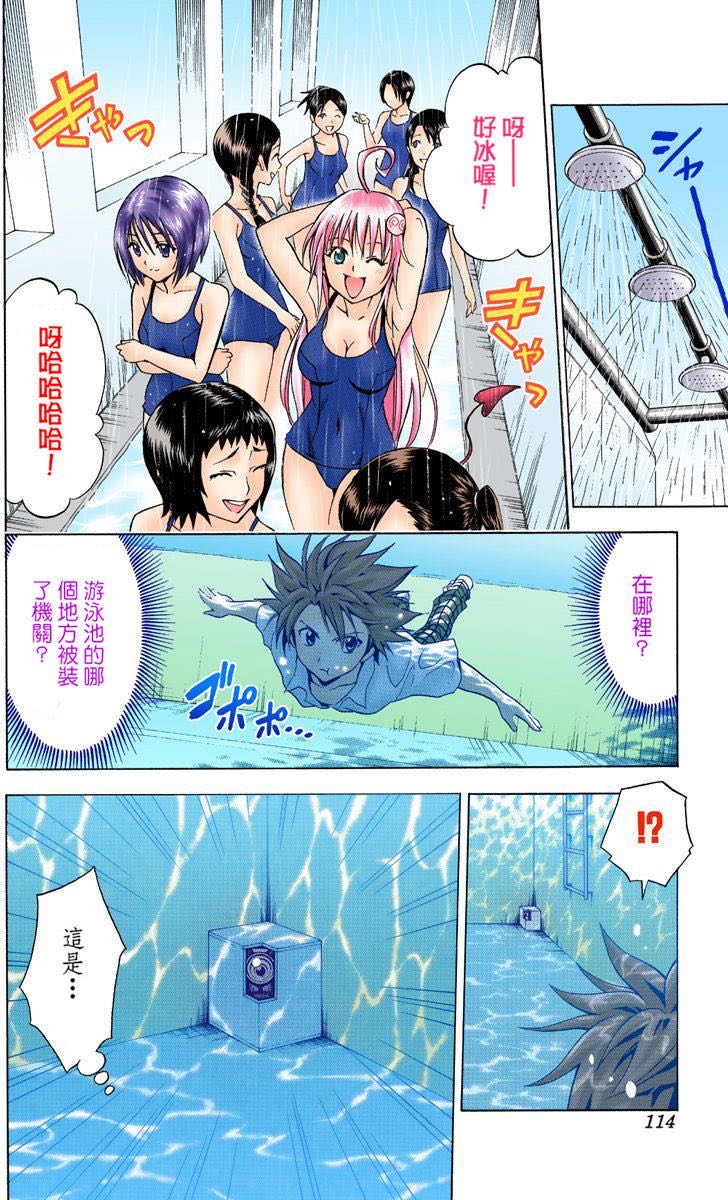 シャー
呀──
好冰喔！
きゃっ
きゃっ
呀哈哈哈哈！
在哪裡？
游泳池的哪
個地方被裝
了機關？
ゴポポ…
!?
這是…
114